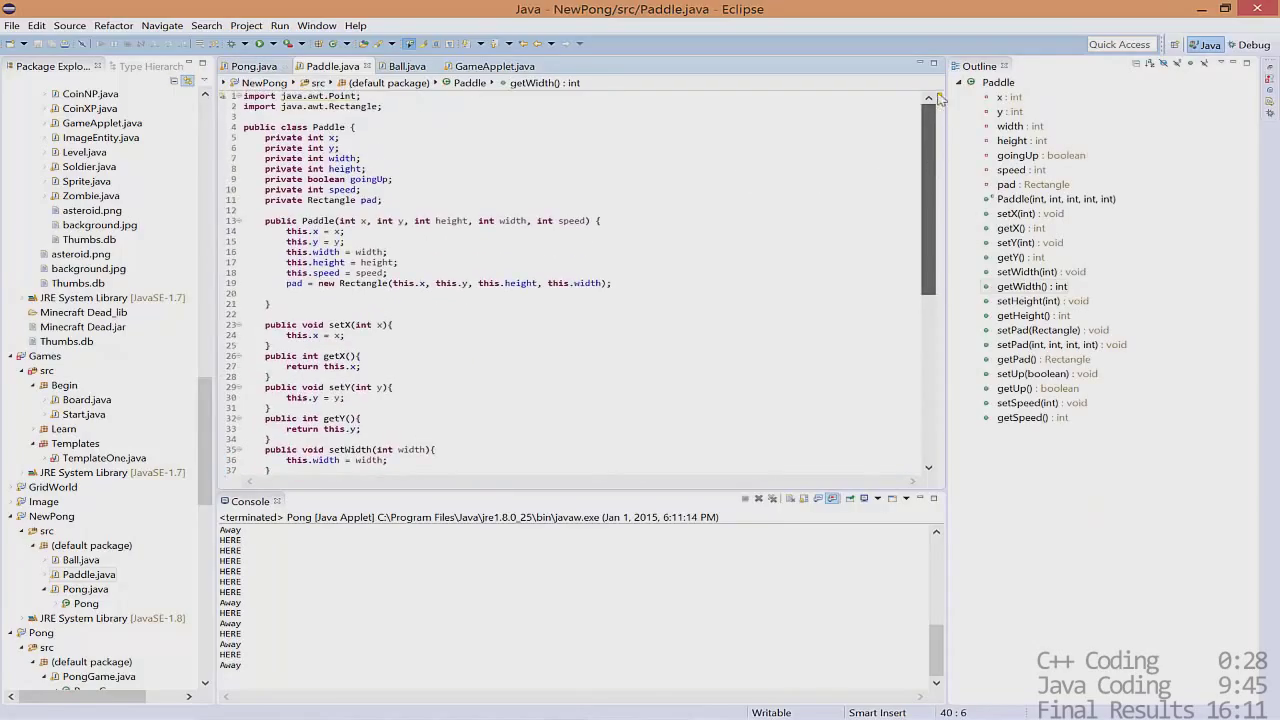 Java - NewPong/src/Paddle.java - Eclipse
File Edit Source Refactor Navigate Search Project Run Window Help
Quick Access Java Debug
Package Explo... Type Hierarch
CoinNP.java
CoinXP.java
GameApplet.java
ImageEntity.java
Level.java
Soldier.java
Sprite.java
Zombie.java
asteroid.png
background.jpg
Thumbs.db
asteroid.png
background.jpg
Thumbs.db
JRE System Library [JavaSE-1.7]
Minecraft Dead_lib
Minecraft Dead.jar
Thumbs.db
Games
src
Begin
Board.java
Start.java
Learn
Templates
TemplateOne.java
JRE System Library [JavaSE-1.7]
GridWorld
Image
NewPong
src
(default package)
Ball.java
Paddle.java
Pong.java
Pong
JRE System Library [JavaSE-1.8]
Pong
src
(default package)
PongGame.java
Pong.java Paddle.java Ball.java GameApplet.java
NewPong src (default package) Paddle getWidth() : int
1 import java.awt.Point;
2 import java.awt.Rectangle;
3
4 public class Paddle {
5 private int x;
6 private int y;
7 private int width;
8 private int height;
9 private boolean goingUp;
10 private int speed;
11 private Rectangle pad;
12
13 public Paddle(int x, int y, int height, int width, int speed) {
14 this.x = x;
15 this.y = y;
16 this.width = width;
17 this.height = height;
18 this.speed = speed;
19 pad = new Rectangle(this.x, this.y, this.height, this.width);
20
21 }
22
23 public void setX(int x){
24 this.x = x;
25 }
26 public int getX(){
27 return this.x;
28 }
29 public void setY(int y){
30 this.y = y;
31 }
32 public int getY(){
33 return this.y;
34 }
35 public void setWidth(int width){
36 this.width = width;
37 }
Outline
Paddle
x : int
y : int
width : int
height : int
goingUp : boolean
speed : int
pad : Rectangle
Paddle(int, int, int, int, int)
setX(int) : void
getX() : int
setY(int) : void
getY() : int
setWidth(int) : void
getWidth() : int
setHeight(int) : void
getHeight() : int
setPad(Rectangle) : void
setPad(int, int, int, int) : void
getPad() : Rectangle
setUp(boolean) : void
getUp() : boolean
setSpeed(int) : void
getSpeed() : int
Console
<terminated> Pong [Java Applet] C:\Program Files\Java\jre1.8.0_25\bin\javaw.exe (Jan 1, 2015, 6:11:14 PM)
Away
HERE
HERE
HERE
HERE
HERE
HERE
Away
HERE
Away
HERE
Away
HERE
Away
C++ Coding 0:28
Java Coding 9:45
Final Results 16:11
Writable Smart Insert 40 : 6